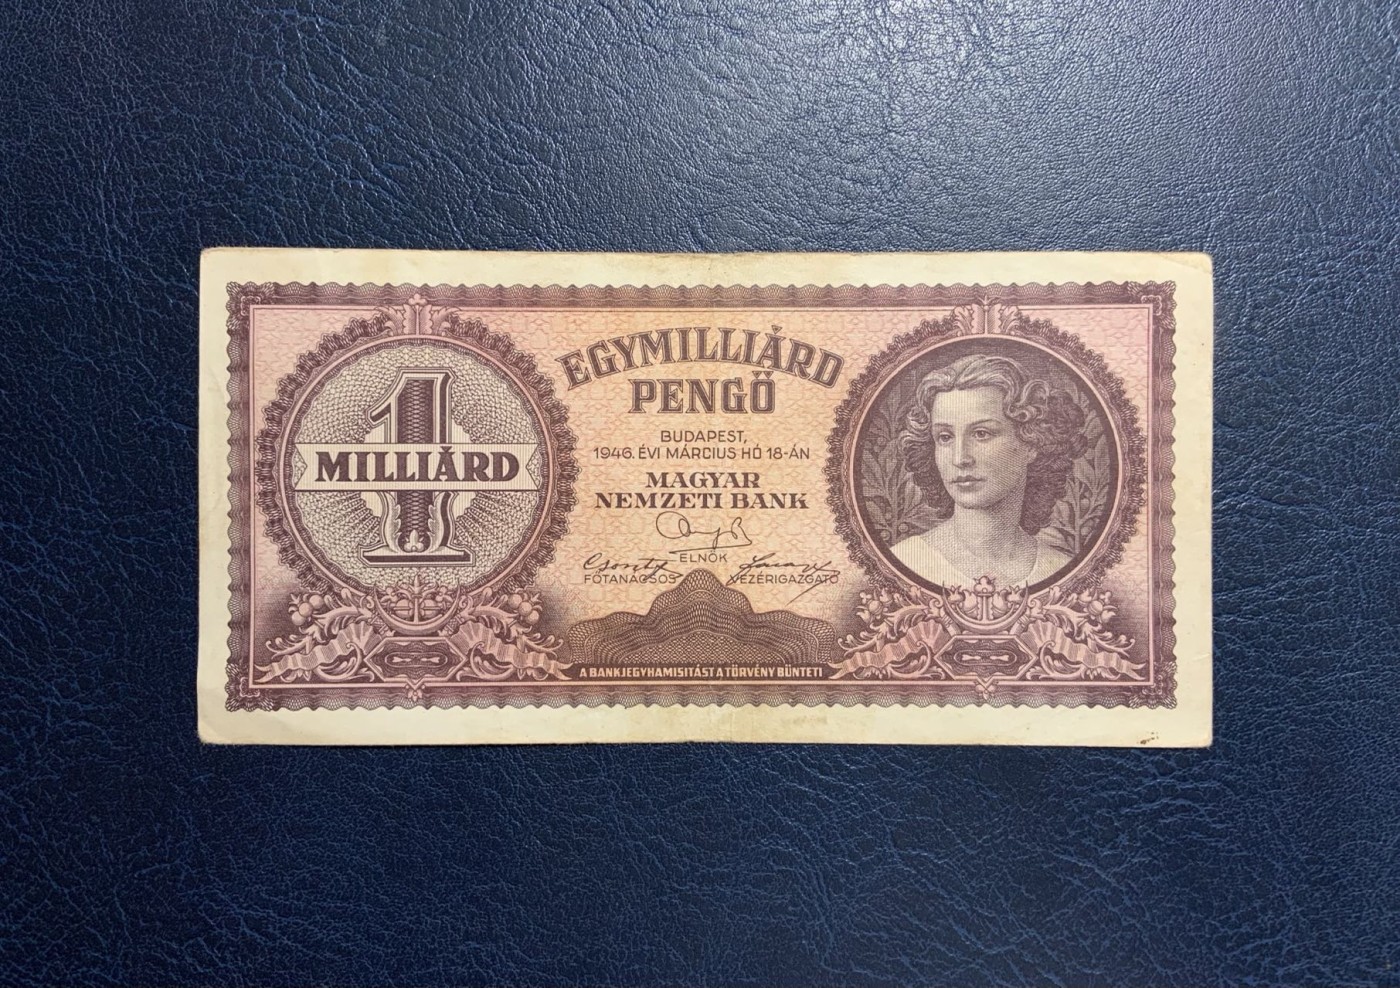 1
MILLIÁRD
EGYMILLIÁRD
PENGŐ
BUDAPEST,
1946. ÉVI MÁRCIUS HÓ 18-ÁN
MAGYAR
NEMZETI BANK
ELNÖK
FŐTANÁCSOS VEZÉRIGAZGATÓ
A BANKJEGYHAMISITÁST A TÖRVÉNY BÜNTETI